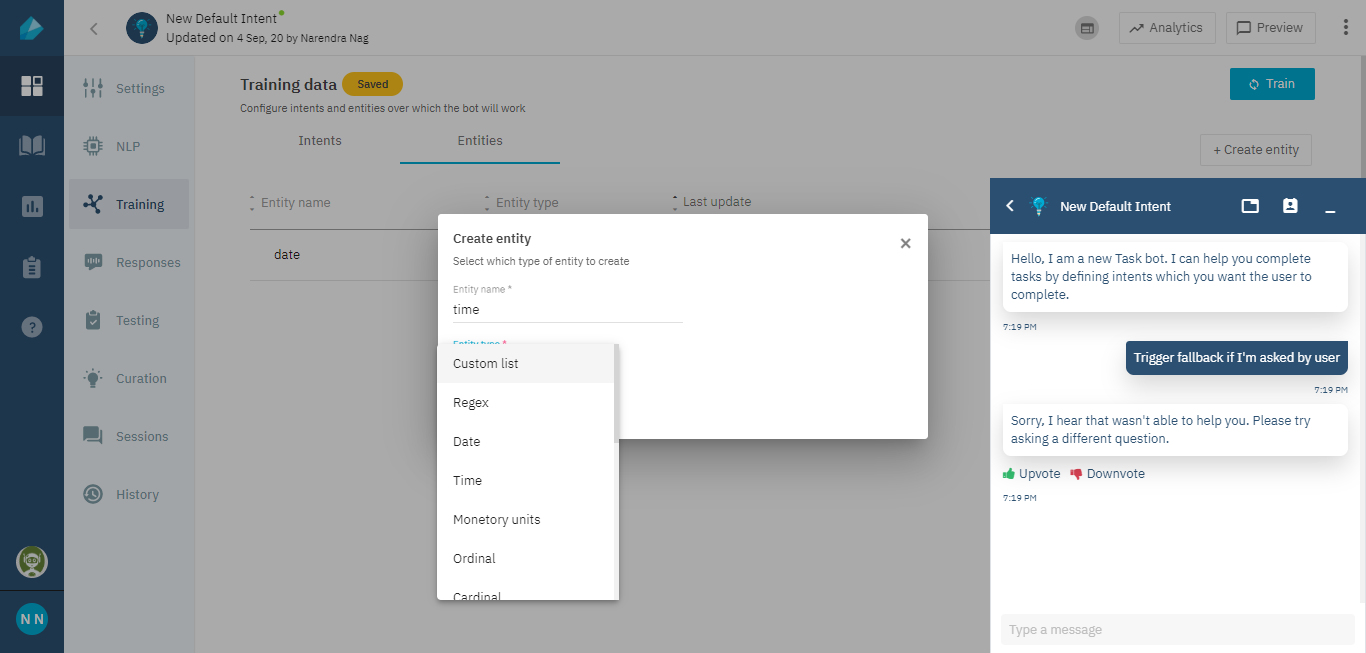 New Default Intent
Updated on 4 Sep, 20 by Narendra Nag
Analytics
Preview
Settings
NLP
Training
Responses
Testing
Curation
Sessions
History
N N
Training data
Saved
Configure intents and entities over which the bot will work
Train
Intents
Entities
+ Create entity
Entity name
Entity type
Last update
date
Create entity
Select which type of entity to create
Entity name *
time
Entity type *
Custom list
Regex
Date
Time
Monetory units
Ordinal
Cardinal
New Default Intent
Hello, I am a new Task bot. I can help you complete
tasks by defining intents which you want the user to
complete.
7:19 PM
Trigger fallback if I'm asked by user
7:19 PM
Sorry, I hear that wasn't able to help you. Please try
asking a different question.
Upvote
Downvote
7:19 PM
Type a message